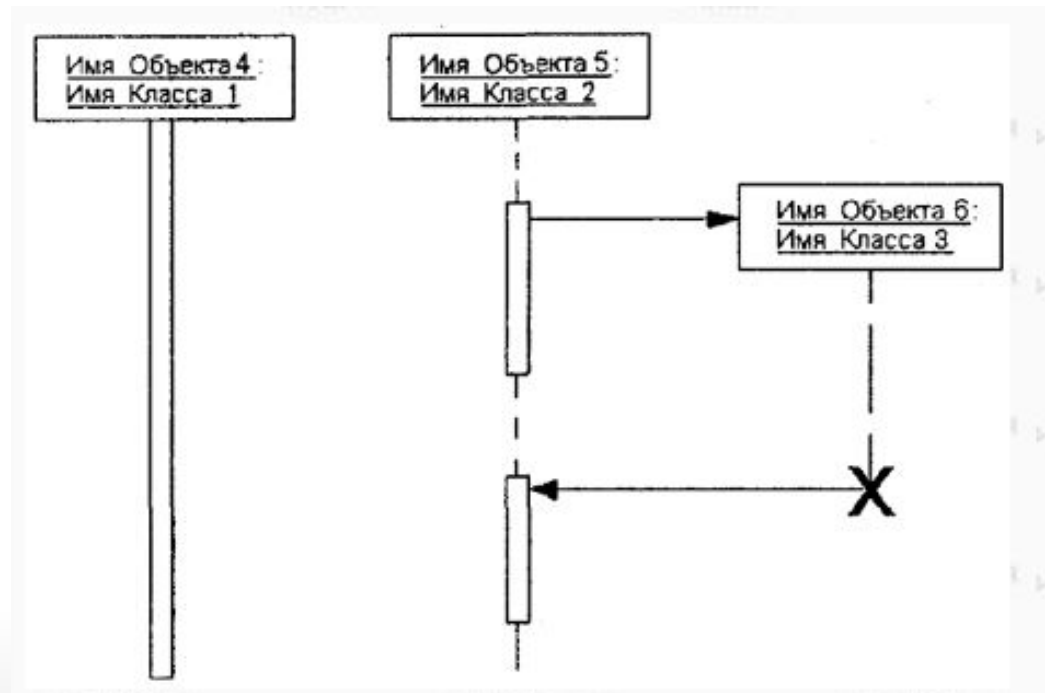 Имя Объекта 4:
Имя Класса 1
Имя Объекта 5:
Имя Класса 2
Имя Объекта 6:
Имя Класса 3
X